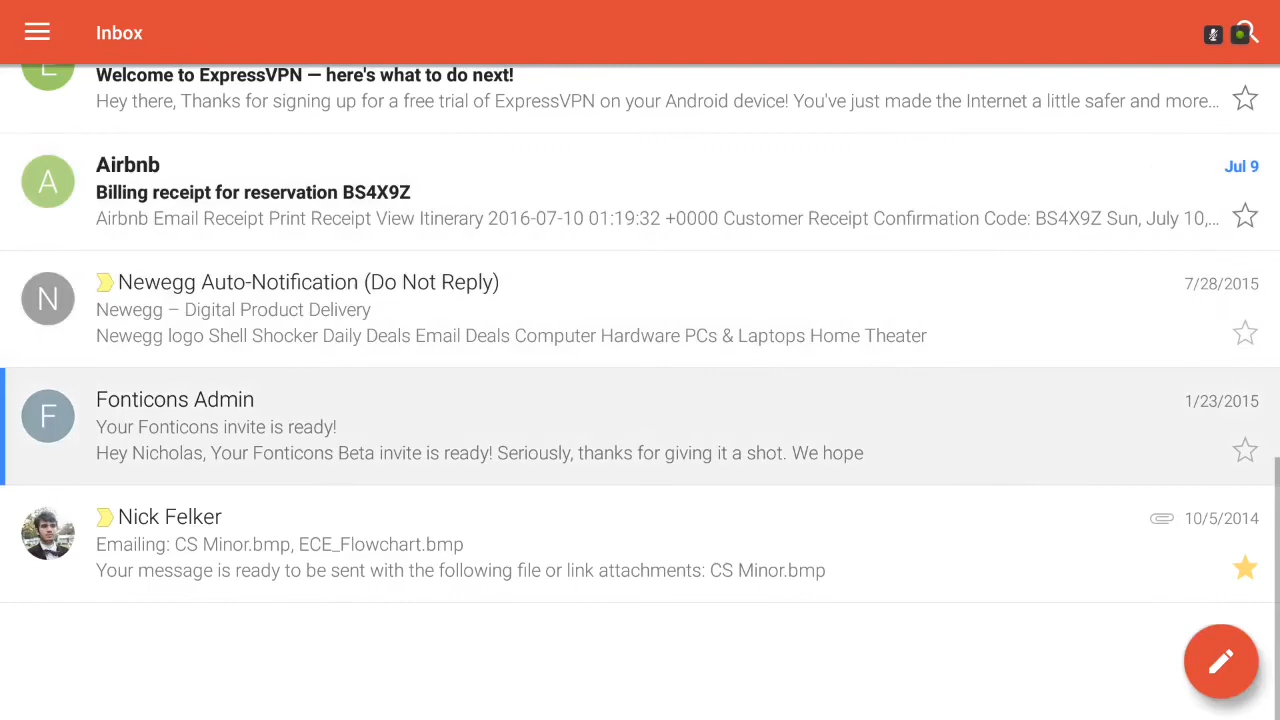 Inbox
E
Welcome to ExpressVPN — here's what to do next!
Hey there, Thanks for signing up for a free trial of ExpressVPN on your Android device! You've just made the Internet a little safer and more...
A
Airbnb
Jul 9
Billing receipt for reservation BS4X9Z
Airbnb Email Receipt Print Receipt View Itinerary 2016-07-10 01:19:32 +0000 Customer Receipt Confirmation Code: BS4X9Z Sun, July 10,...
N
Newegg Auto-Notification (Do Not Reply)
7/28/2015
Newegg – Digital Product Delivery
Newegg logo Shell Shocker Daily Deals Email Deals Computer Hardware PCs & Laptops Home Theater
F
Fonticons Admin
1/23/2015
Your Fonticons invite is ready!
Hey Nicholas, Your Fonticons Beta invite is ready! Seriously, thanks for giving it a shot. We hope
Nick Felker
10/5/2014
Emailing: CS Minor.bmp, ECE_Flowchart.bmp
Your message is ready to be sent with the following file or link attachments: CS Minor.bmp